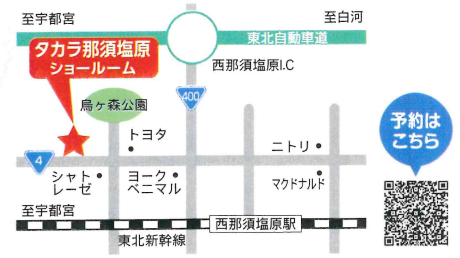 至宇都宮
至白河
東北自動車道
タカラ那須塩原
ショールーム
西那須塩原I.C
烏ヶ森公園
400
トヨタ
ニトリ
4
シャト
レーゼ
ヨーク
ベニマル
マクドナルド
至宇都宮
西那須塩原駅
東北新幹線
予約は
こちら